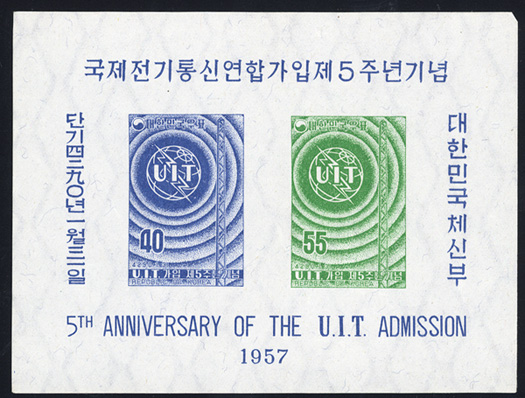 국제전기통신연합가입제5주년기념
단기四二九0년一월三一일
대한민국우표
UIT
40
U.I.T. 가입 제5주년 기념
REPUBLIC OF KOREA
대한민국우표
UIT
55
U.I.T. 가입 제5주년 기념
REPUBLIC OF KOREA
대한민국체신부
5TH ANNIVERSARY OF THE U.I.T. ADMISSION
1957